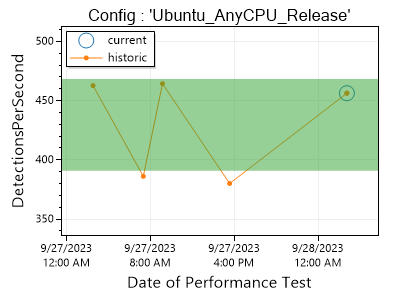 Config : 'Ubuntu_AnyCPU_Release'
current
historic
DetectionsPerSecond
500
450
400
350
9/27/2023 9/27/2023 9/27/2023 9/28/2023
12:00 AM 8:00 AM 4:00 PM 12:00 AM
Date of Performance Test